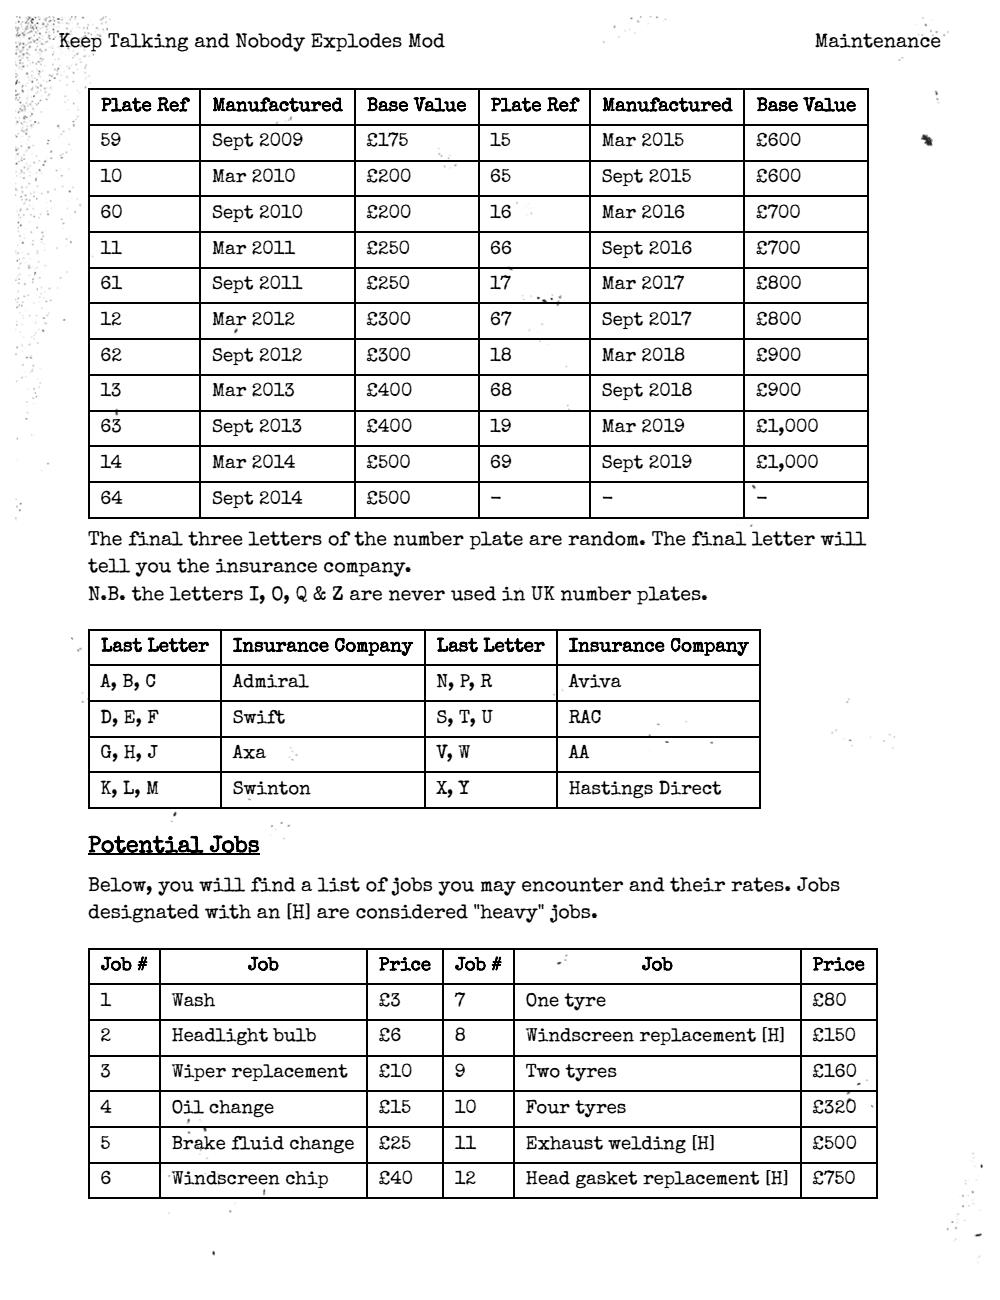 Keep Talking and Nobody Explodes Mod Maintenance
Plate Ref Manufactured Base Value Plate Ref Manufactured Base Value
59 Sept 2009 £175 15 Mar 2015 £600
10 Mar 2010 £200 65 Sept 2015 £600
60 Sept 2010 £200 16 Mar 2016 £700
11 Mar 2011 £250 66 Sept 2016 £700
61 Sept 2011 £250 17 Mar 2017 £800
12 Mar 2012 £300 67 Sept 2017 £800
62 Sept 2012 £300 18 Mar 2018 £900
13 Mar 2013 £400 68 Sept 2018 £900
63 Sept 2013 £400 19 Mar 2019 £1,000
14 Mar 2014 £500 69 Sept 2019 £1,000
64 Sept 2014 £500 - - -
The final three letters of the number plate are random. The final letter will
tell you the insurance company.
N.B. the letters I, O, Q & Z are never used in UK number plates.
Last Letter Insurance Company Last Letter Insurance Company
A, B, C Admiral N, P, R Aviva
D, E, F Swift S, T, U RAC
G, H, J Axa V, W AA
K, L, M Swinton X, Y Hastings Direct
Potential Jobs
Below, you will find a list of jobs you may encounter and their rates. Jobs
designated with an [H] are considered "heavy" jobs.
Job # Job Price Job # Job Price
1 Wash £3 7 One tyre £80
2 Headlight bulb £6 8 Windscreen replacement [H] £150
3 Wiper replacement £10 9 Two tyres £160
4 Oil change £15 10 Four tyres £320
5 Brake fluid change £25 11 Exhaust welding [H] £500
6 Windscreen chip £40 12 Head gasket replacement [H] £750